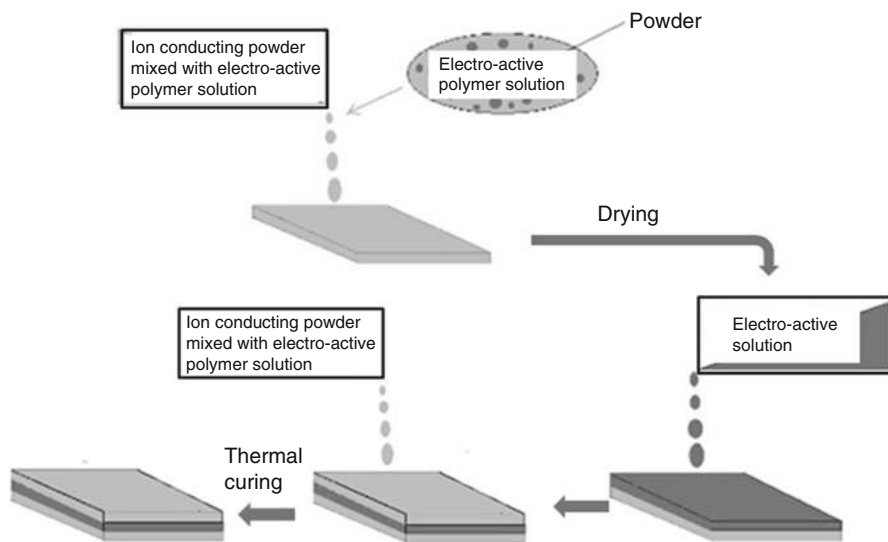 Powder
Ion conducting powder
mixed with electro-active
polymer solution
Electro-active
polymer solution
Drying
Ion conducting powder
mixed with electro-active
polymer solution
Electro-active
solution
Thermal
curing